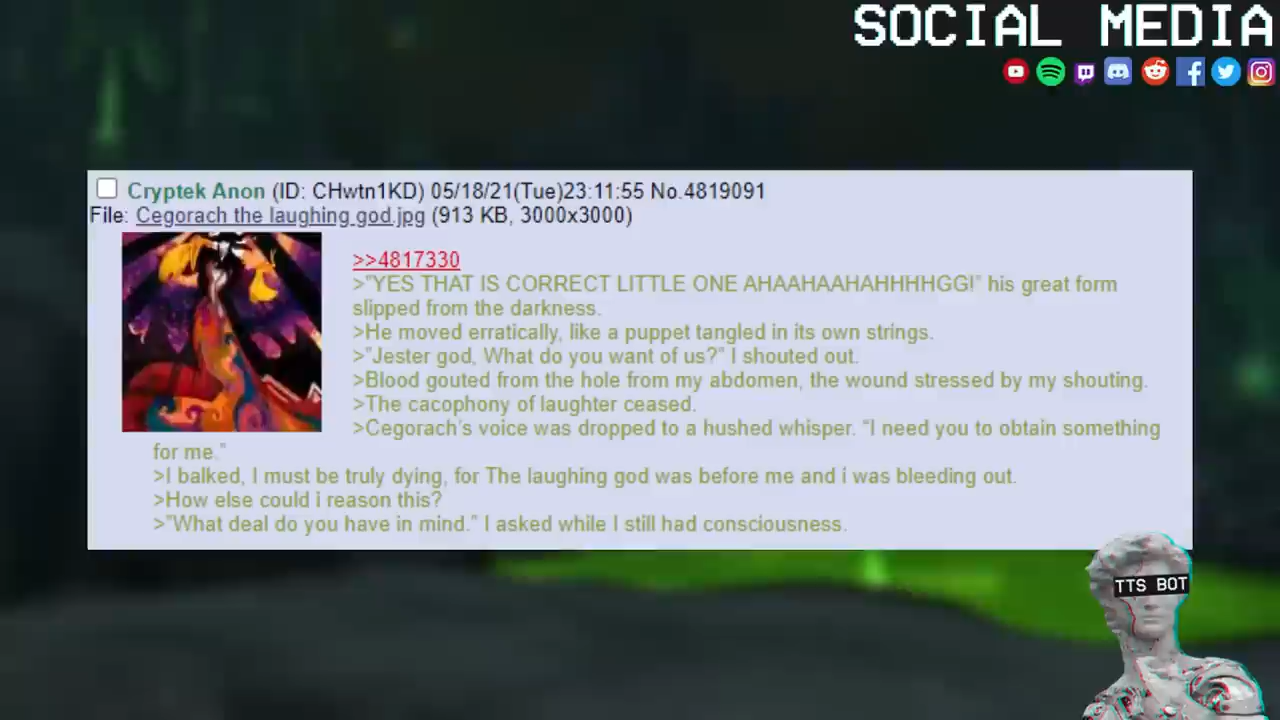 SOCIAL MEDIA
Cryptek Anon (ID: CHwtn1KD) 05/18/21(Tue)23:11:55 No.4819091
File: Cegorach the laughing god.jpg (913 KB, 3000x3000)
>>4817330
>"YES THAT IS CORRECT LITTLE ONE AHAAHAAHAHHHHGG!" his great form
slipped from the darkness.
>He moved erratically, like a puppet tangled in its own strings.
>"Jester god, What do you want of us?" I shouted out.
>Blood gouted from the hole from my abdomen, the wound stressed by my shouting.
>The cacophony of laughter ceased.
>Cegorach's voice was dropped to a hushed whisper. “I need you to obtain something
for me.”
>I balked, I must be truly dying, for The laughing god was before me and i was bleeding out.
>How else could i reason this?
>"What deal do you have in mind." I asked while I still had consciousness.
TTS BOT